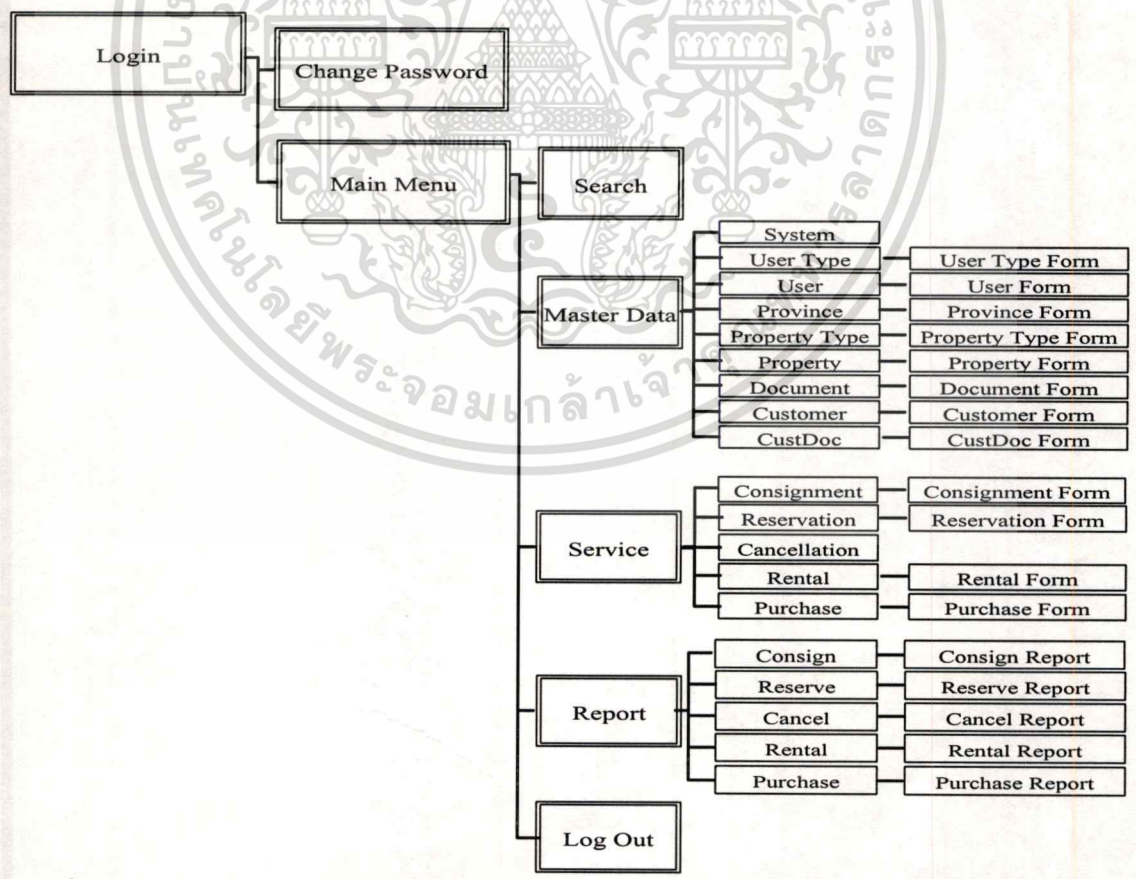 Login
Change Password
Main Menu
Search
Master Data
System
User Type
User Type Form
User
User Form
Province
Province Form
Property Type
Property Type Form
Property
Property Form
Document
Document Form
Customer
Customer Form
CustDoc
CustDoc Form
Service
Consignment
Consignment Form
Reservation
Reservation Form
Cancellation
Rental
Rental Form
Purchase
Purchase Form
Report
Consign
Consign Report
Reserve
Reserve Report
Cancel
Cancel Report
Rental
Rental Report
Purchase
Purchase Report
Log Out